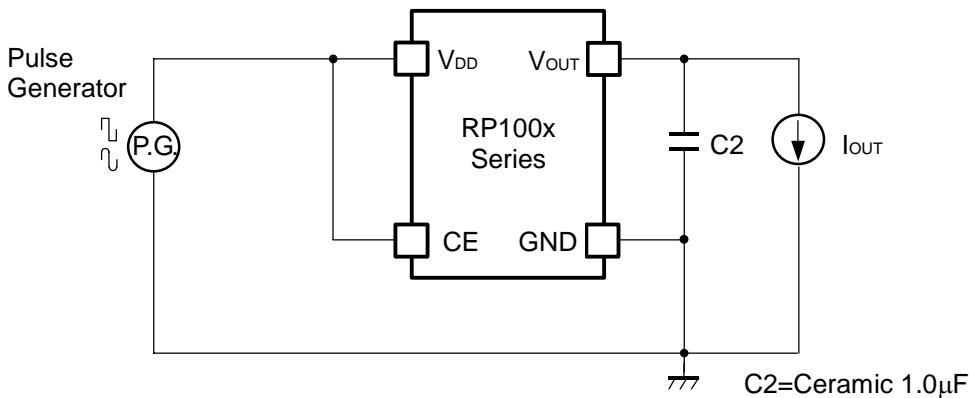 Pulse
Generator
P.G.
VDD
VOUT
RP100x
Series
CE
GND
C2
IOUT
C2=Ceramic 1.0μF